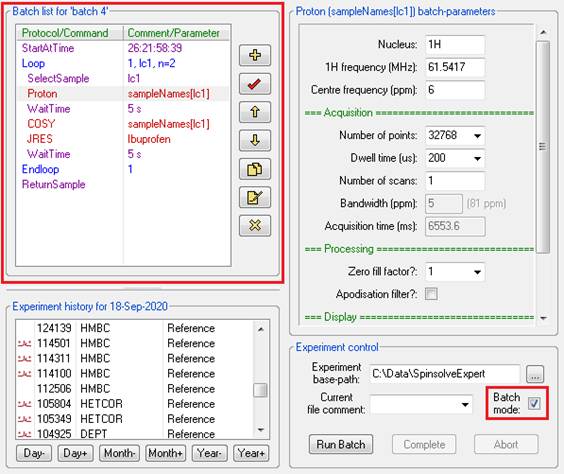 Batch list for 'batch 4'
Protocol/Command Comment/Parameter
StartAtTime 26:21:58:39
Loop 1, lc1, n=2
SelectSample lc1
Proton sampleNames[lc1]
WaitTime 5 s
COSY sampleNames[lc1]
JRES Ibuprofen
WaitTime 5 s
Endloop 1
ReturnSample
Experiment history for 18-Sep-2020
124139 HMBC Reference
114501 HMBC Reference
114311 HMBC Reference
114100 HMBC Reference
112506 HMBC Reference
105804 HETCOR Reference
105349 HETCOR Reference
104925 DEPT Reference
Day- Day+ Month- Month+ Year- Year+
Proton (sampleNames[lc1]) batch-parameters
Nucleus: 1H
1H frequency (MHz): 61.5417
Centre frequency (ppm): 6
=== Acquisition
Number of points: 32768
Dwell time (us): 200
Number of scans: 1
Bandwidth (ppm): 5 (81 ppm)
Acquisition time (ms): 6553.6
=== Processing
Zero fill factor?: 1
Apodisation filter?:
=== Display
Experiment control
Experiment base-path: C:\Data\SpinsolveExpert ...
Current file comment:
Batch mode:
Run Batch Complete Abort